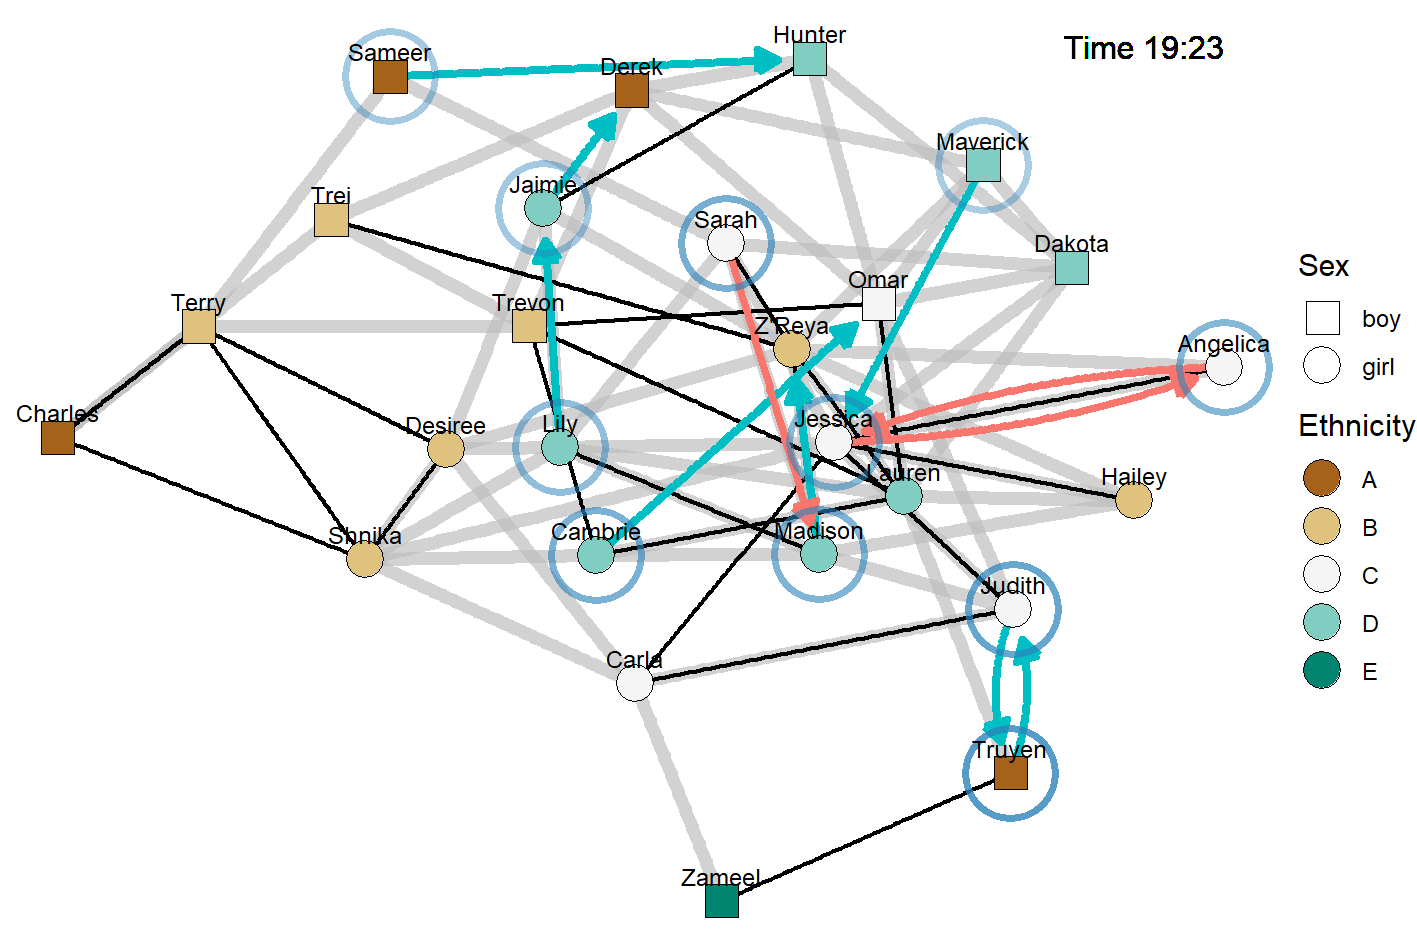 Hunter
Sameer
Time 19:23
Derek
Maverick
Jaimie
Trei
Sarah
Dakota
Omar
Sex
Terry
Trevon
boy
Z'Reya
Angelica
girl
Charles
Desiree
Lily
Jessica
Ethnicity
Lauren
Hailey
A
B
Shnika
Cambrie
Madison
C
Judith
D
Carla
E
Truyen
Zameel